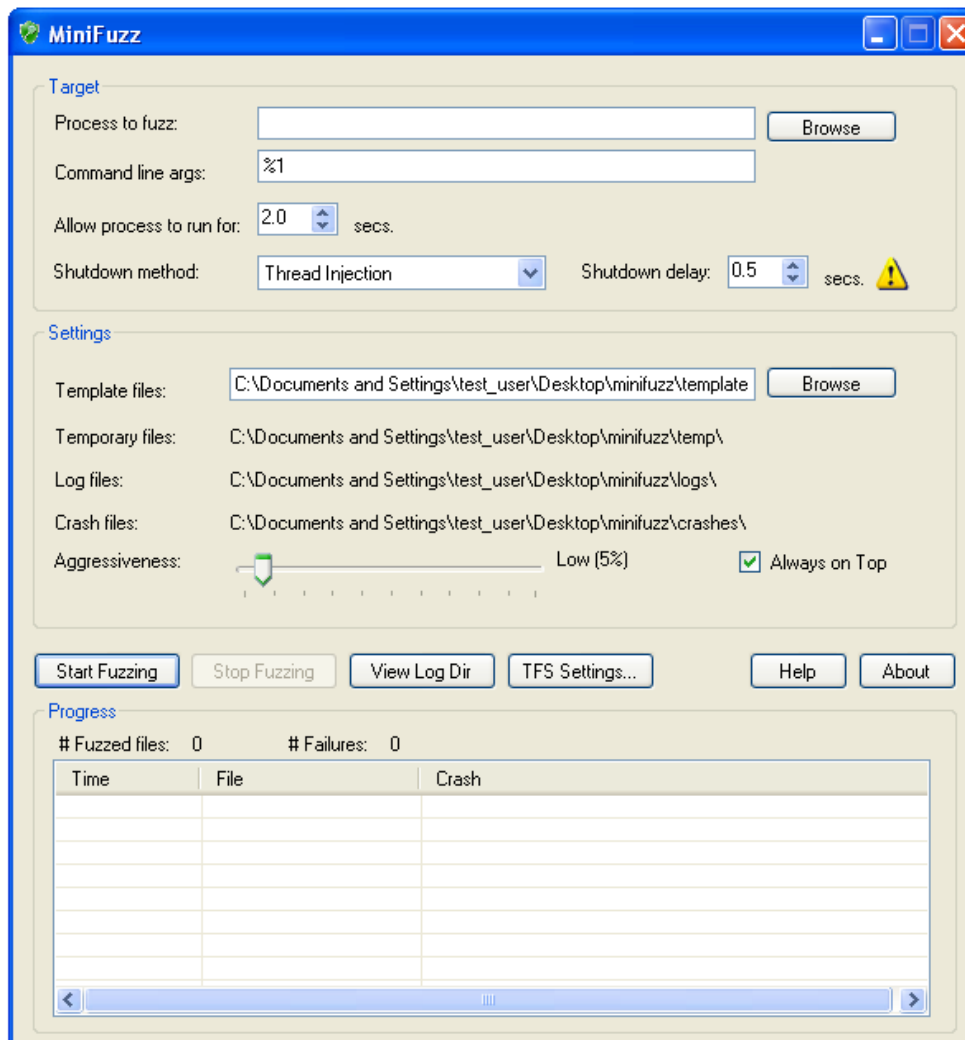 MiniFuzz
Target
Process to fuzz: Browse
Command line args: %1
Allow process to run for: 2.0 secs.
Shutdown method: Thread Injection Shutdown delay: 0.5 secs.
Settings
Template files: C:\Documents and Settings\test_user\Desktop\minifuzz\template Browse
Temporary files: C:\Documents and Settings\test_user\Desktop\minifuzz\temp\
Log files: C:\Documents and Settings\test_user\Desktop\minifuzz\logs\
Crash files: C:\Documents and Settings\test_user\Desktop\minifuzz\crashes\
Aggressiveness: Low (5%) Always on Top
Start Fuzzing Stop Fuzzing View Log Dir TFS Settings... Help About
Progress
# Fuzzed files: 0 # Failures: 0
Time File Crash